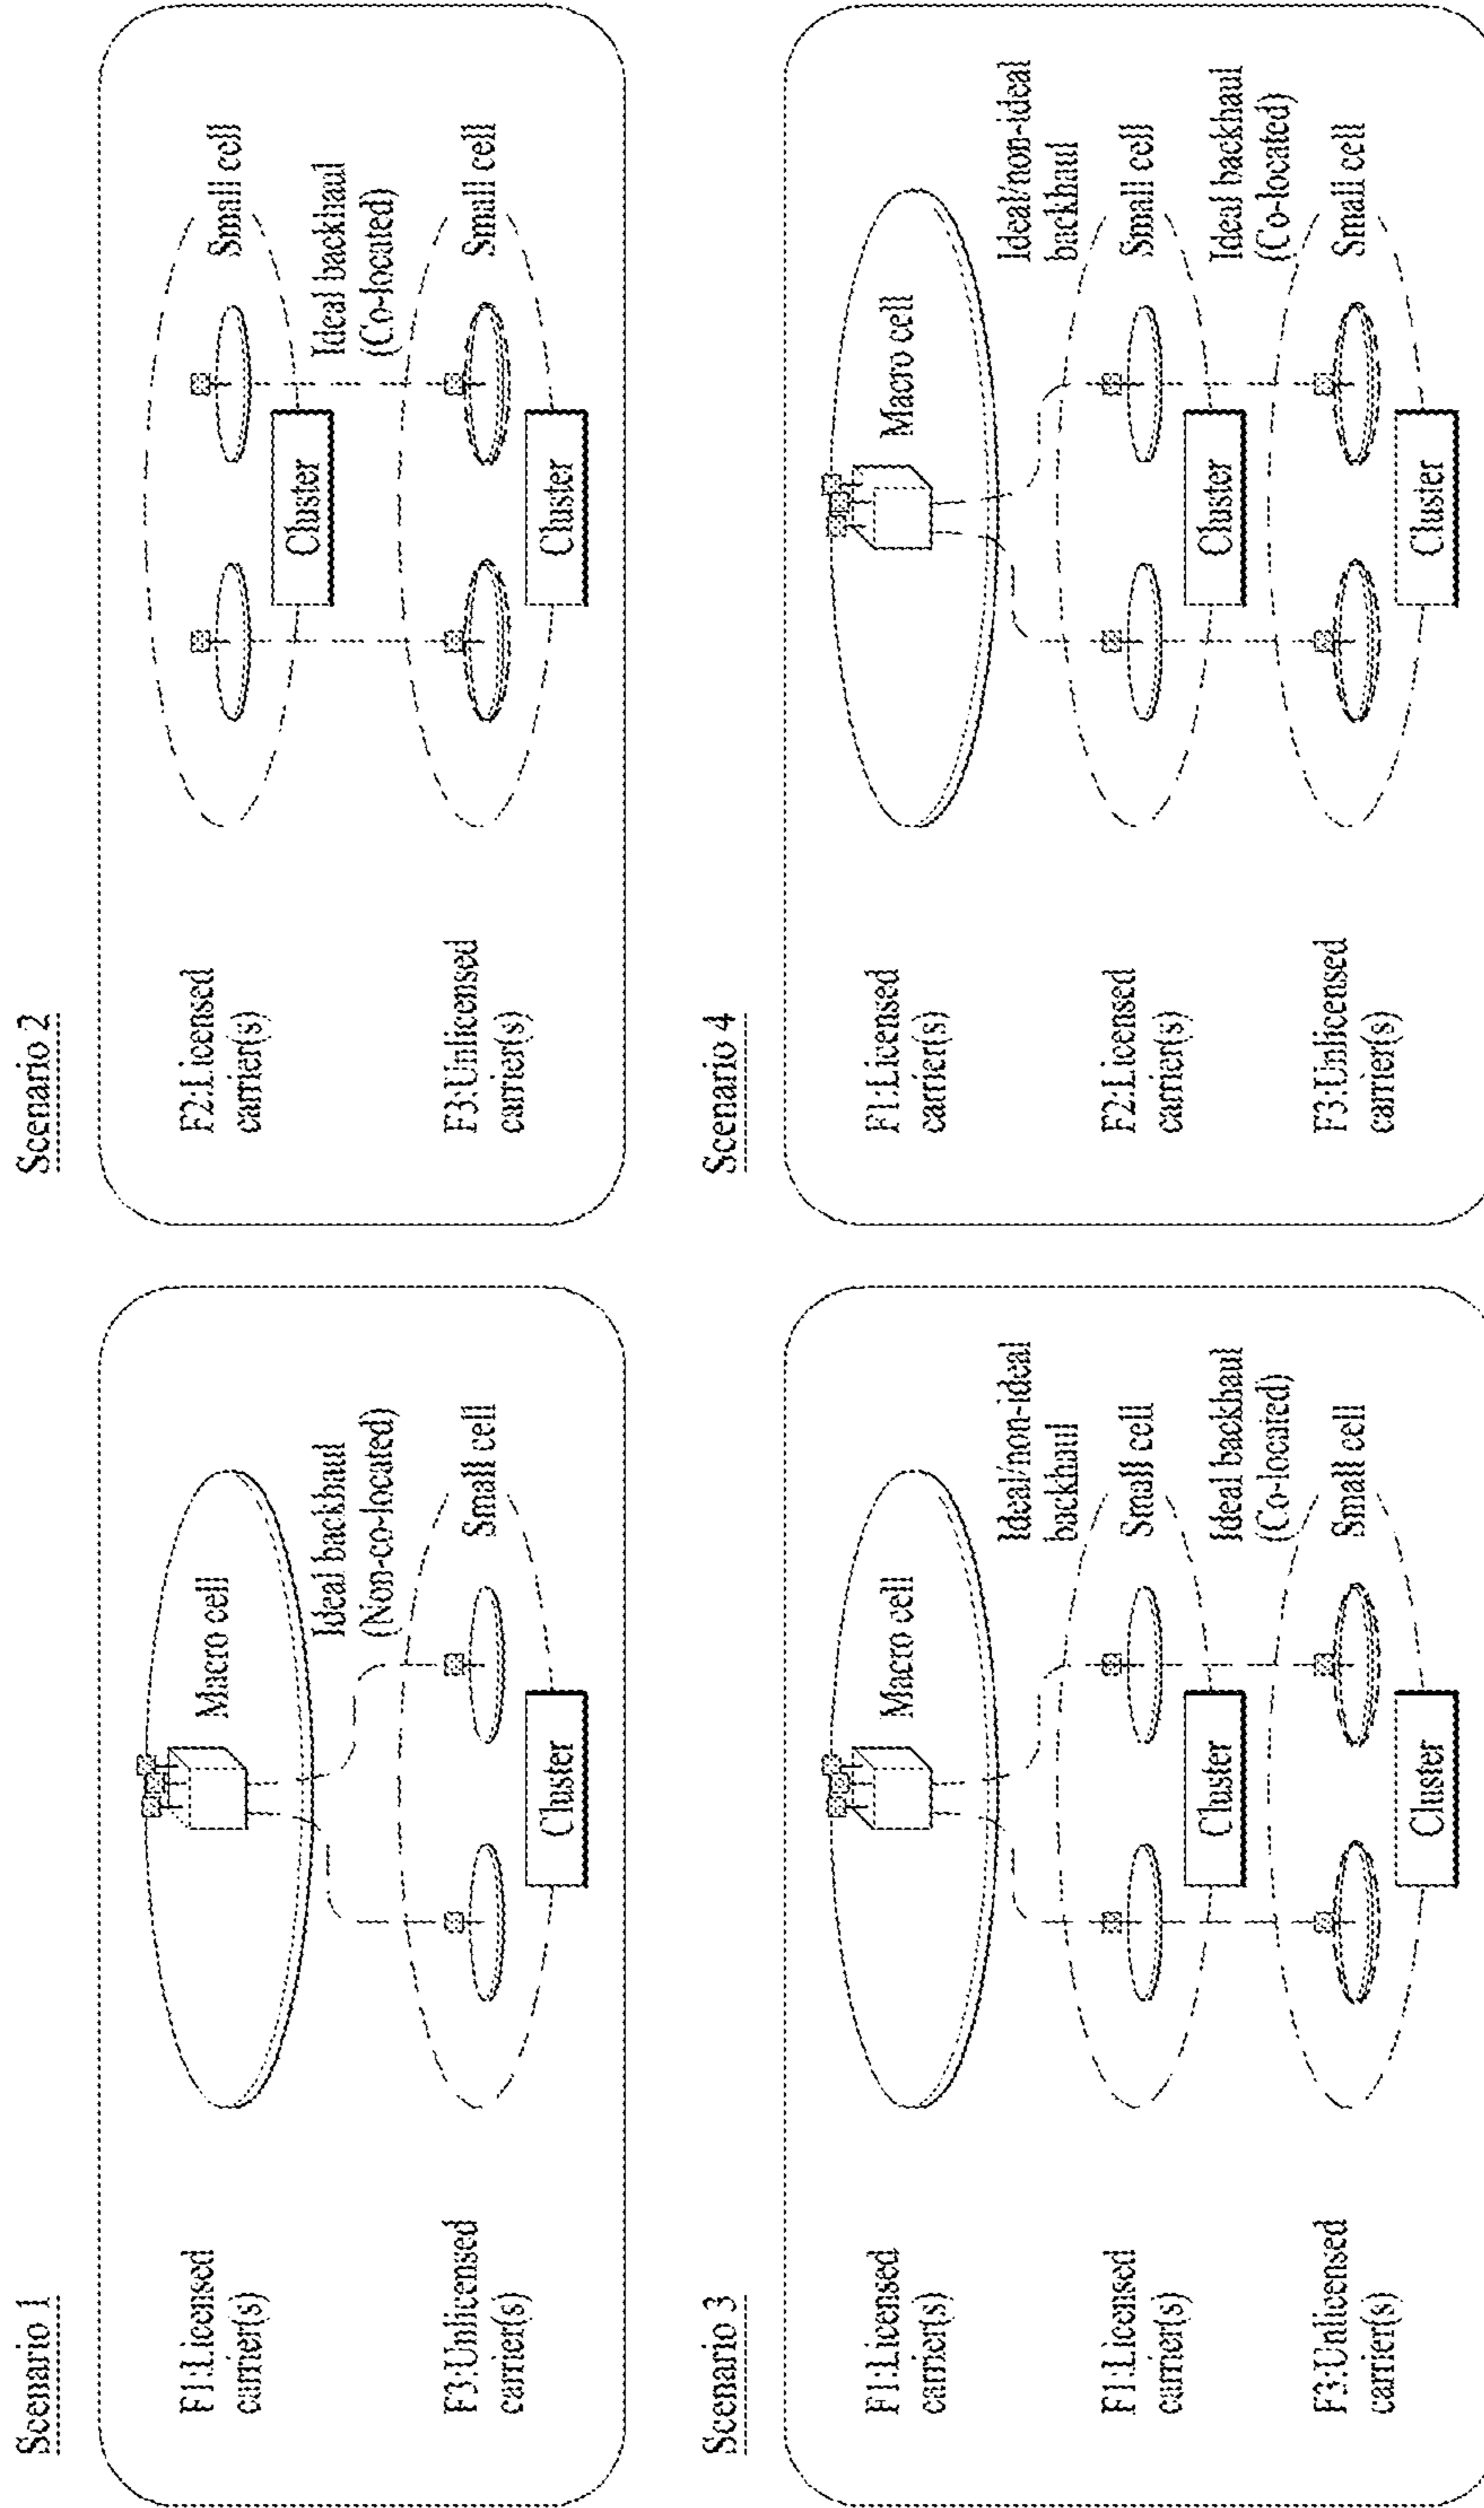 Scenario 1
F1:Licensed
carrier(s)
Macro cell
Ideal backhaul
(Non-co-located)
F3:Unlicensed
carrier(s)
Small cell
Cluster
Scenario 2
F2:Licensed
carrier(s)
Small cell
Cluster
Ideal backhaul
(Co-located)
F3:Unlicensed
carrier(s)
Small cell
Cluster
Scenario 3
F1:Licensed
carrier(s)
Macro cell
Ideal/non-ideal
backhaul
F1:Licensed
carrier(s)
Small cell
Cluster
Ideal backhaul
(Co-located)
F3:Unlicensed
carrier(s)
Small cell
Cluster
Scenario 4
F1:Licensed
carrier(s)
Macro cell
Ideal/non-ideal
backhaul
F2:Licensed
carrier(s)
Small cell
Cluster
Ideal backhaul
(Co-located)
F3:Unlicensed
carrier(s)
Small cell
Cluster